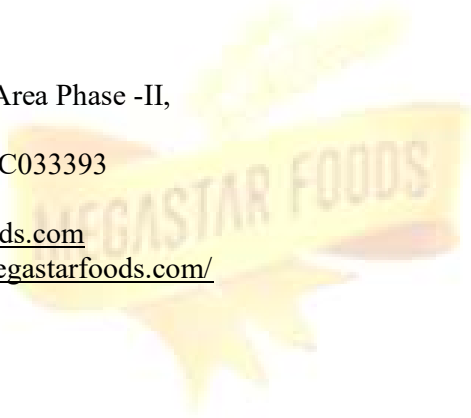 Area Phase -II,
C033393
ds.com
egastarfoods.com/
MEGASTAR FOODS